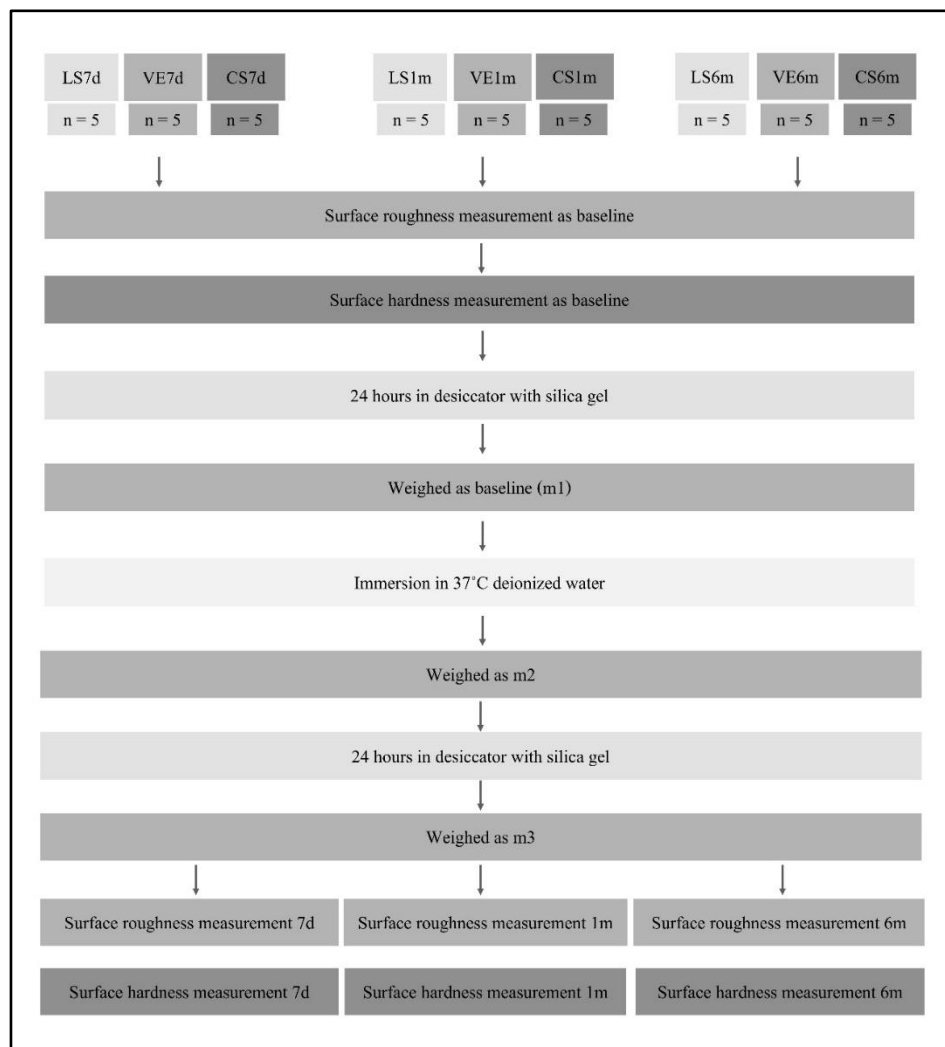 LS7d VE7d CS7d LS1m VE1m CS1m LS6m VE6m CS6m
n = 5 n = 5 n = 5 n = 5 n = 5 n = 5 n = 5 n = 5 n = 5
Surface roughness measurement as baseline
Surface hardness measurement as baseline
24 hours in desiccator with silica gel
Weighed as baseline (m1)
Immersion in 37˚C deionized water
Weighed as m2
24 hours in desiccator with silica gel
Weighed as m3
Surface roughness measurement 7d Surface roughness measurement 1m Surface roughness measurement 6m
Surface hardness measurement 7d Surface hardness measurement 1m Surface hardness measurement 6m